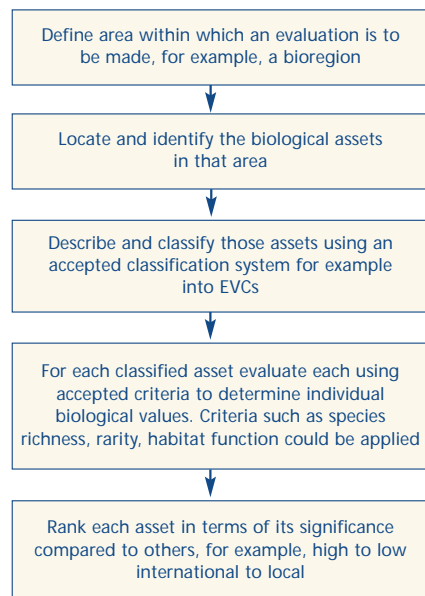 Define area within which an evaluation is to
be made, for example, a bioregion
Locate and identify the biological assets
in that area
Describe and classify those assets using an
accepted classification system for example
into EVCs
For each classified asset evaluate each using
accepted criteria to determine individual
biological values. Criteria such as species
richness, rarity, habitat function could be applied
Rank each asset in terms of its significance
compared to others, for example, high to low
international to local